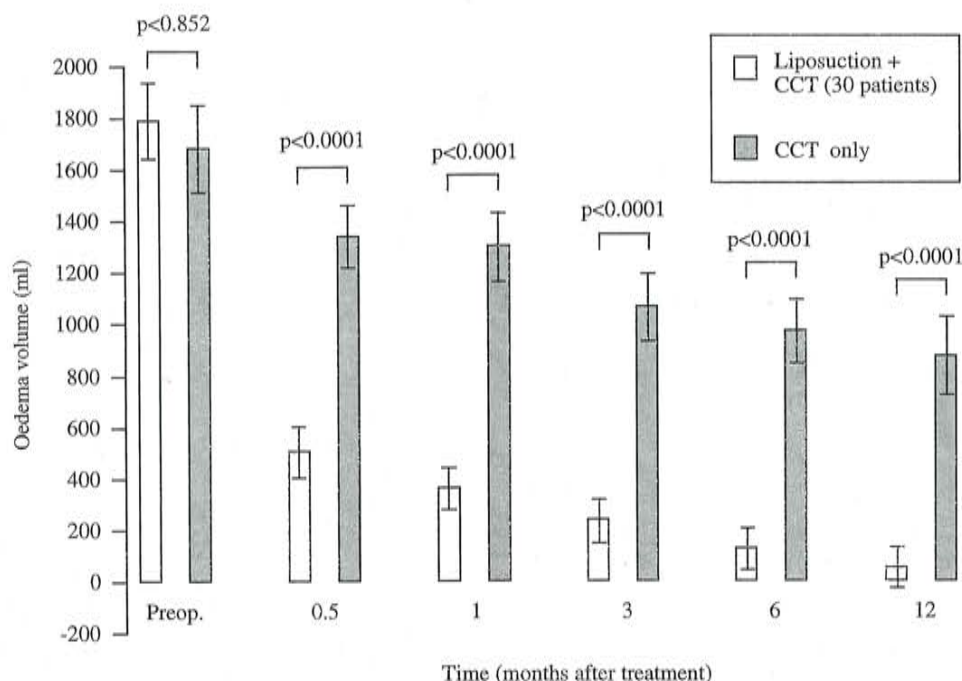 p<0.852
2000
1800
1600
1400
1200
1000
800
600
400
200
0
-200
Oedema volume (ml)
p<0.0001
p<0.0001
p<0.0001
p<0.0001
p<0.0001
Liposuction +
CCT (30 patients)
CCT only
Preop.
0.5
1
3
6
12
Time (months after treatment)